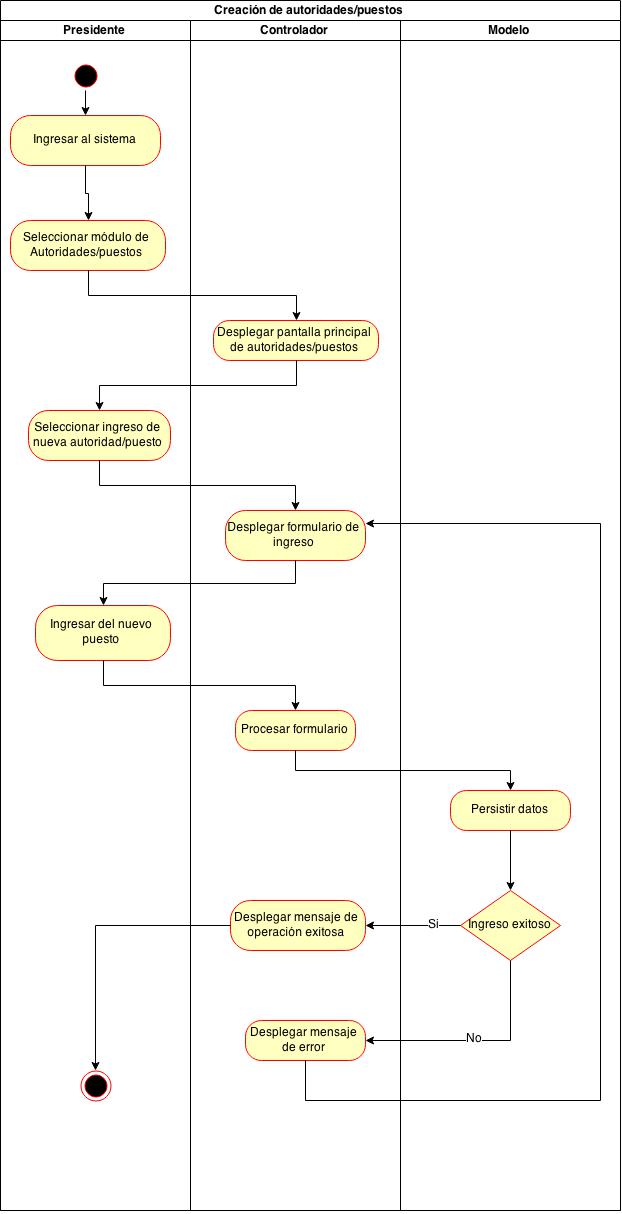 Creación de autoridades/puestos
Presidente
Controlador
Modelo
Ingresar al sistema
Seleccionar módulo de
Autoridades/puestos
Desplegar pantalla principal
de autoridades/puestos
Seleccionar ingreso de
nueva autoridad/puesto
Desplegar formulario de
ingreso
Ingresar del nuevo
puesto
Procesar formulario
Persistir datos
Ingreso exitoso
Si
Desplegar mensaje de
operación exitosa
No
Desplegar mensaje
de error